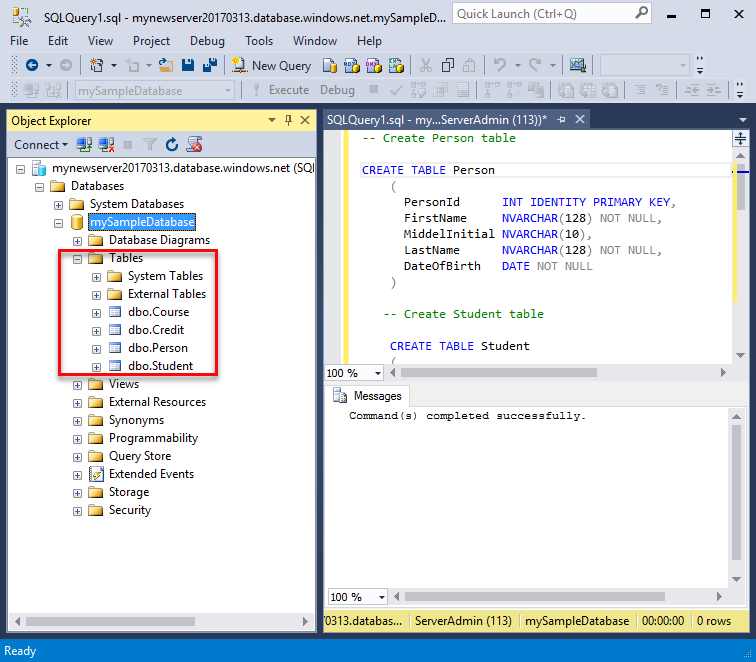 SQLQuery1.sql - mynewserver20170313.database.windows.net.mySampleD...
Quick Launch (Ctrl+Q)
File Edit View Project Debug Tools Window Help
New Query
mySampleDatabase Execute Debug
Object Explorer
Connect
mynewserver20170313.database.windows.net (SQl
Databases
System Databases
mySampleDatabase
Database Diagrams
Tables
System Tables
External Tables
dbo.Course
dbo.Credit
dbo.Person
dbo.Student
Views
External Resources
Synonyms
Programmability
Query Store
Extended Events
Storage
Security
SQLQuery1.sql - my...ServerAdmin (113))*
-- Create Person table
CREATE TABLE Person
(
PersonId INT IDENTITY PRIMARY KEY,
FirstName NVARCHAR(128) NOT NULL,
MiddelInitial NVARCHAR(10),
LastName NVARCHAR(128) NOT NULL,
DateOfBirth DATE NOT NULL
)
-- Create Student table
CREATE TABLE Student
(
100 %
Messages
Command(s) completed successfully.
100 %
70313.databas... ServerAdmin (113) mySampleDatabase 00:00:00 0 rows
Ready